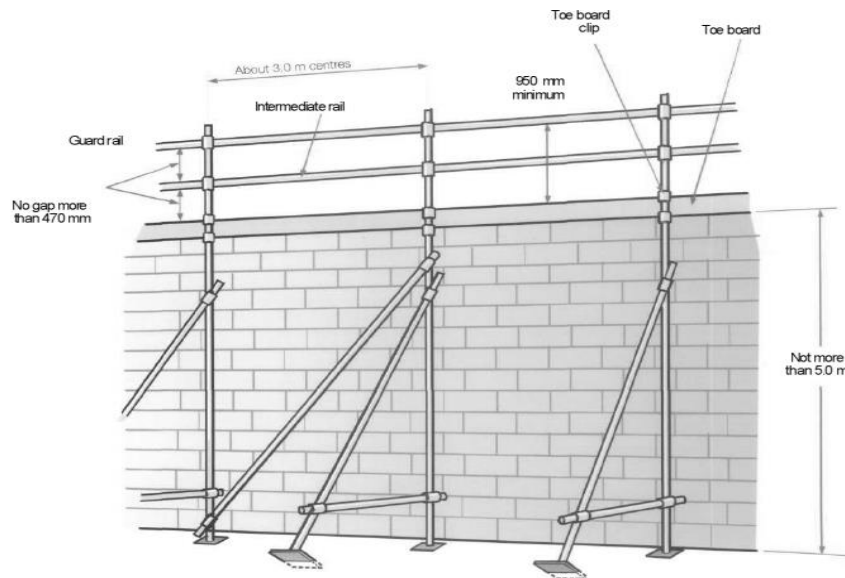 Toe board
clip
Toe board
About 3.0 m centres
950 mm
minimum
Intermediate rail
Guard rail
No gap more
than 470 mm
Not more
than 5.0 m